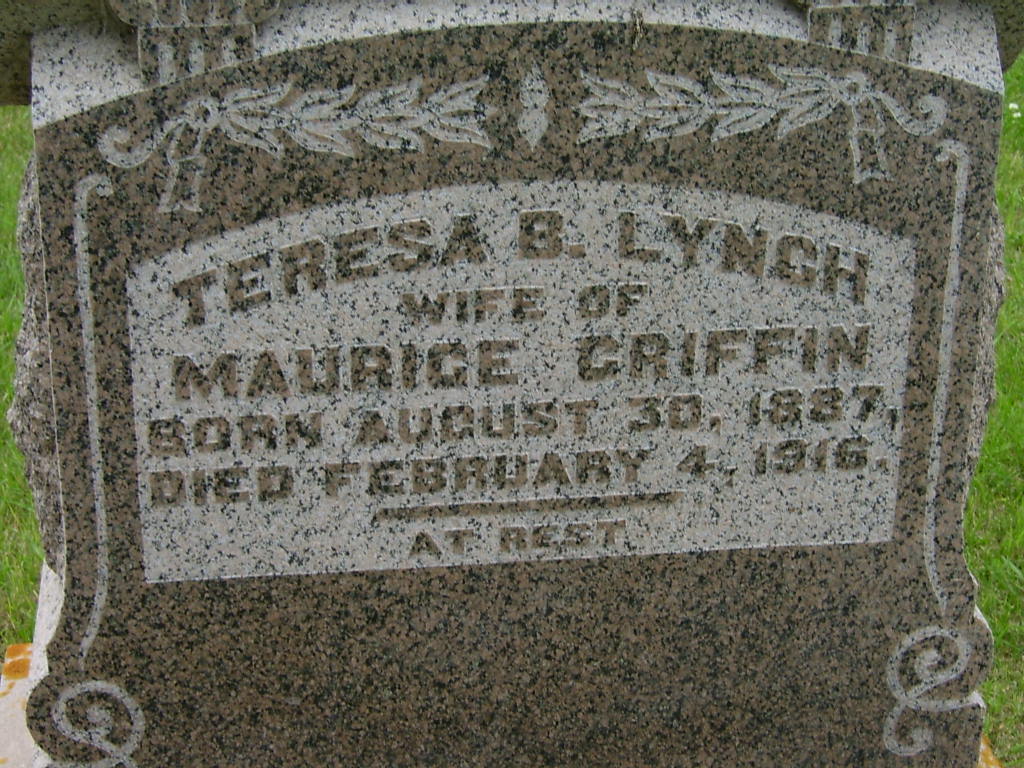 TERESA B. LYNCH
WIFE OF
MAURICE GRIFFIN
BORN AUGUST 30, 1887,
DIED FEBRUARY 4, 1916.
AT REST.